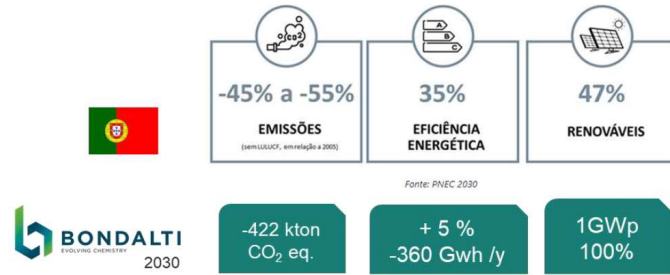 CO2
A
B
C
-45% a -55%
35%
47%
EMISSÕES
(sem LULUCF, em relação a 2005)
EFICIÊNCIA
ENERGÉTICA
RENOVÁVEIS
Fonte: PNEC 2030
BONDALTI
EVOLVING CHEMISTRY
2030
-422 kton
CO₂ eq.
+ 5 %
-360 Gwh /y
1GWp
100%